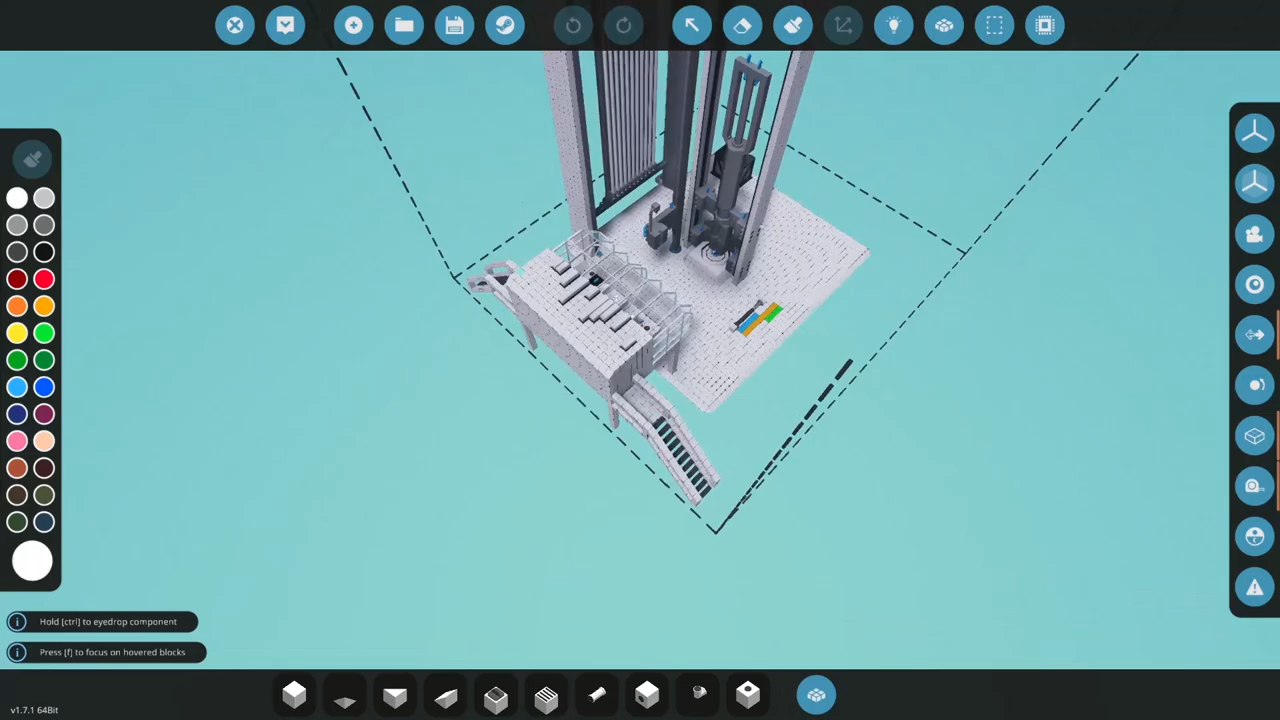 Hold [ctrl] to eyedrop component
Press [f] to focus on hovered blocks
v1.7.1 64Bit